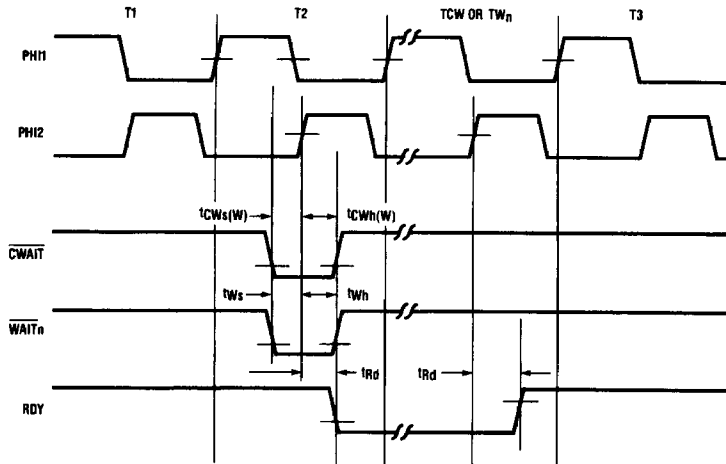 T1 T2 TCW OR TWn T3
PHI1
PHI2
tCWs(W) tCWh(W)
CWAIT
tWs tWh
WAITn
tRd tRd
RDY